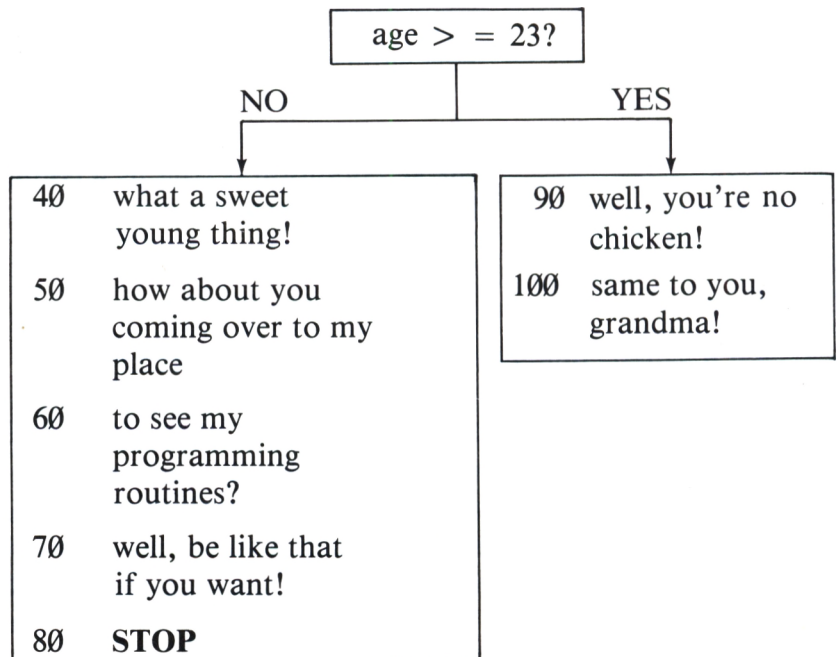 age > = 23?
NO
YES
4Ø what a sweet
young thing!
5Ø how about you
coming over to my
place
6Ø to see my
programming
routines?
7Ø well, be like that
if you want!
8Ø STOP
9Ø well, you're no
chicken!
1ØØ same to you,
grandma!